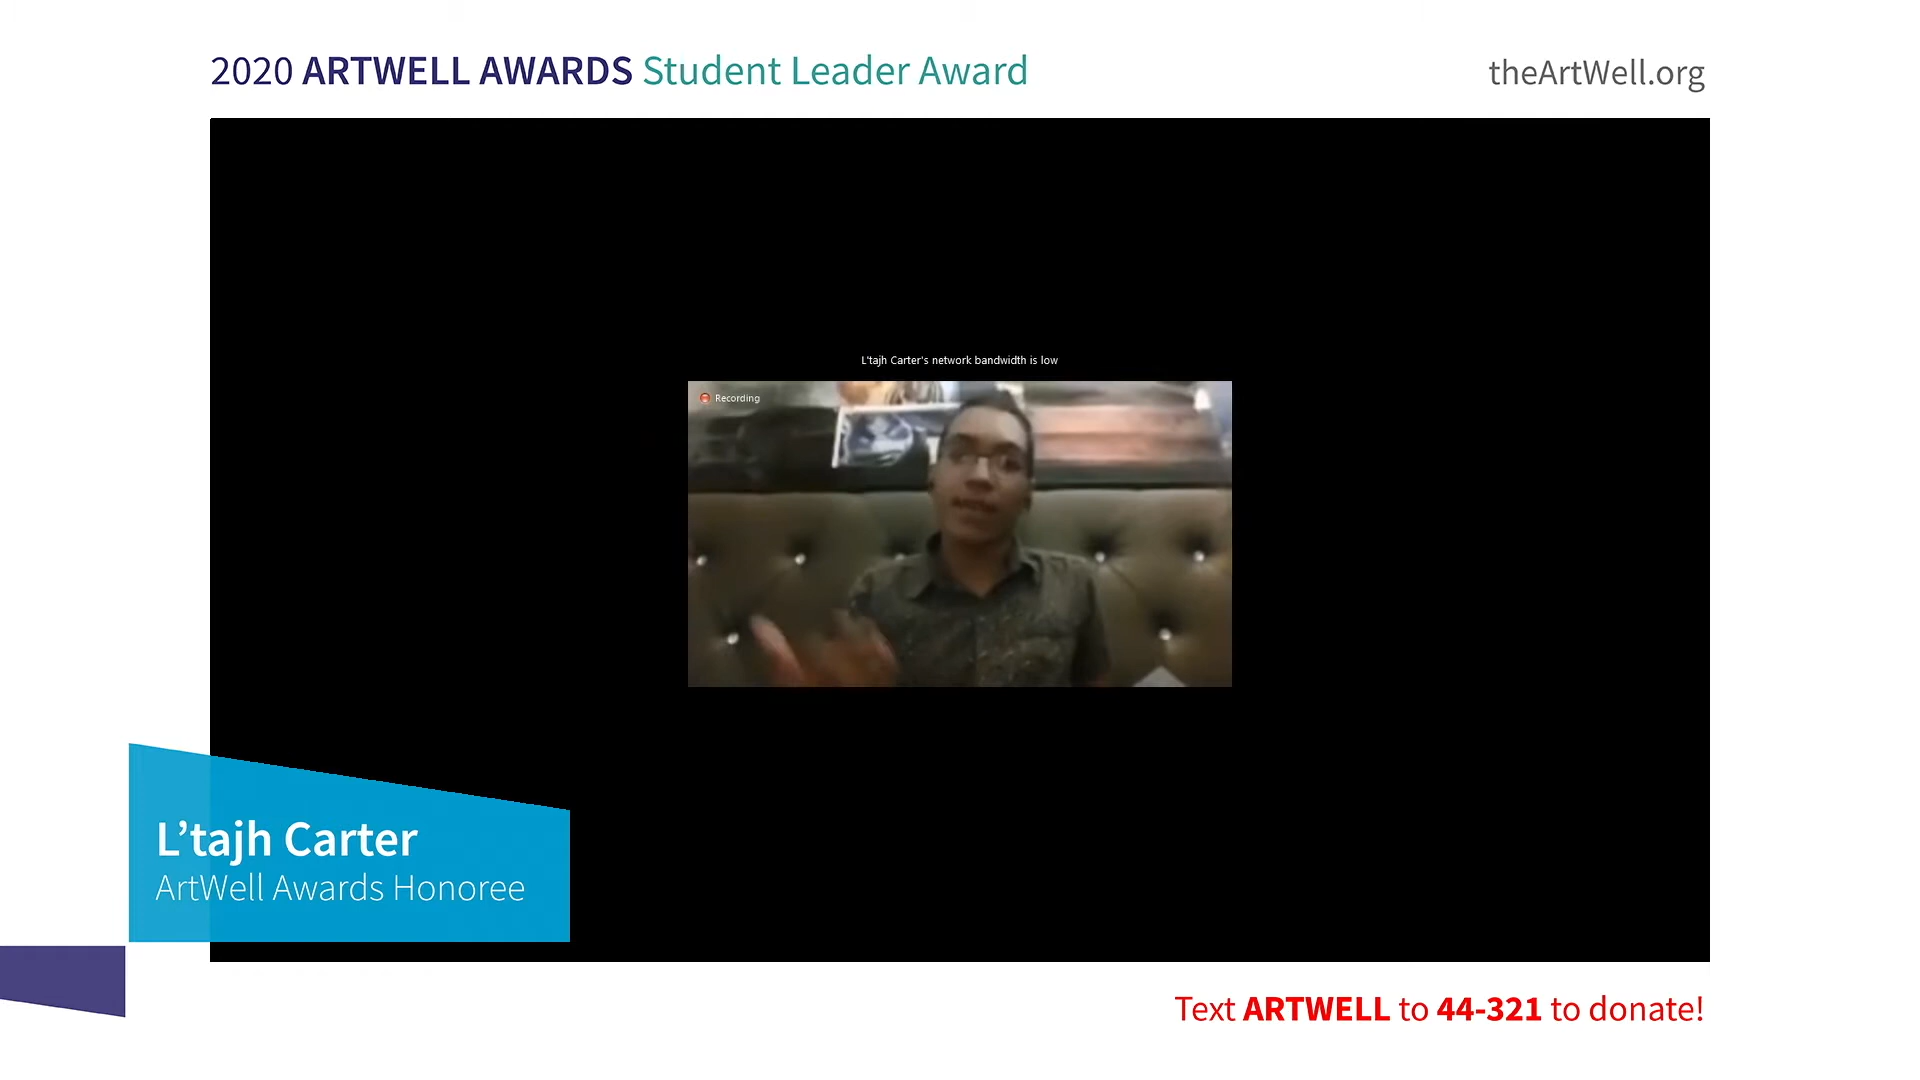 2020 ARTWELL AWARDS Student Leader Award
theArtWell.org
L'tajh Carter's network bandwidth is low
Recording
L’tajh Carter
ArtWell Awards Honoree
Text ARTWELL to 44-321 to donate!